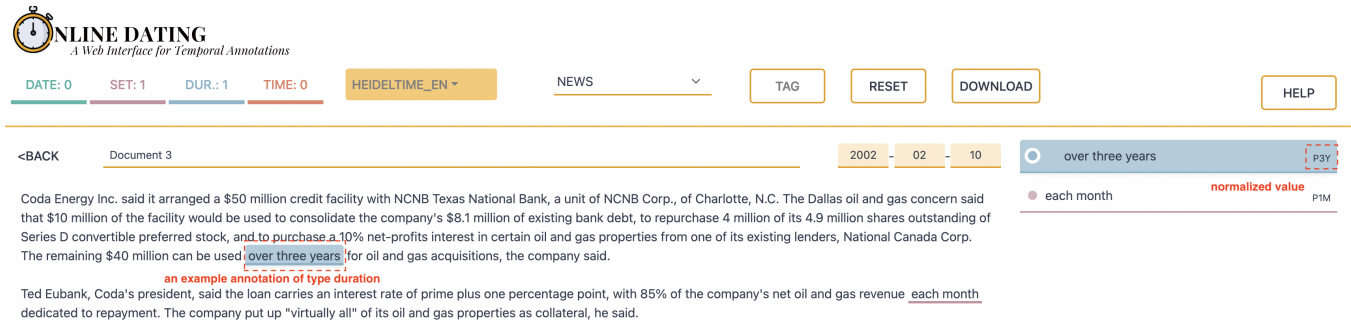 ONLINE DATING
A Web Interface for Temporal Annotations
DATE: 0 SET: 1 DUR.: 1 TIME: 0 HEIDELTIME_EN NEWS TAG RESET DOWNLOAD HELP
<BACK Document 3 2002 - 02 - 10
over three years P3Y
normalized value
each month P1M
Coda Energy Inc. said it arranged a $50 million credit facility with NCNB Texas National Bank, a unit of NCNB Corp., of Charlotte, N.C. The Dallas oil and gas concern said
that $10 million of the facility would be used to consolidate the company's $8.1 million of existing bank debt, to repurchase 4 million of its 4.9 million shares outstanding of
Series D convertible preferred stock, and to purchase a 10% net-profits interest in certain oil and gas properties from one of its existing lenders, National Canada Corp.
The remaining $40 million can be used over three years for oil and gas acquisitions, the company said.
an example annotation of type duration
Ted Eubank, Coda's president, said the loan carries an interest rate of prime plus one percentage point, with 85% of the company's net oil and gas revenue each month
dedicated to repayment. The company put up "virtually all" of its oil and gas properties as collateral, he said.